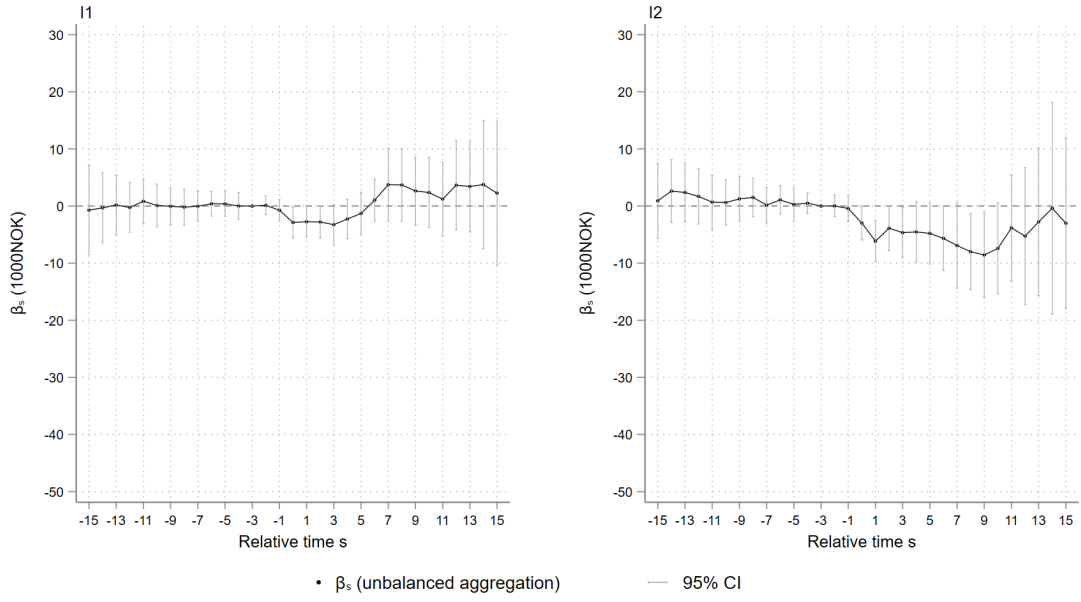 I1
30
20
10
0
-10
-20
-30
-40
-50
βₛ (1000NOK)
-15 -13 -11 -9 -7 -5 -3 -1 1 3 5 7 9 11 13 15
Relative time s
I2
30
20
10
0
-10
-20
-30
-40
-50
βₛ (1000NOK)
-15 -13 -11 -9 -7 -5 -3 -1 1 3 5 7 9 11 13 15
Relative time s
βₛ (unbalanced aggregation) 95% CI